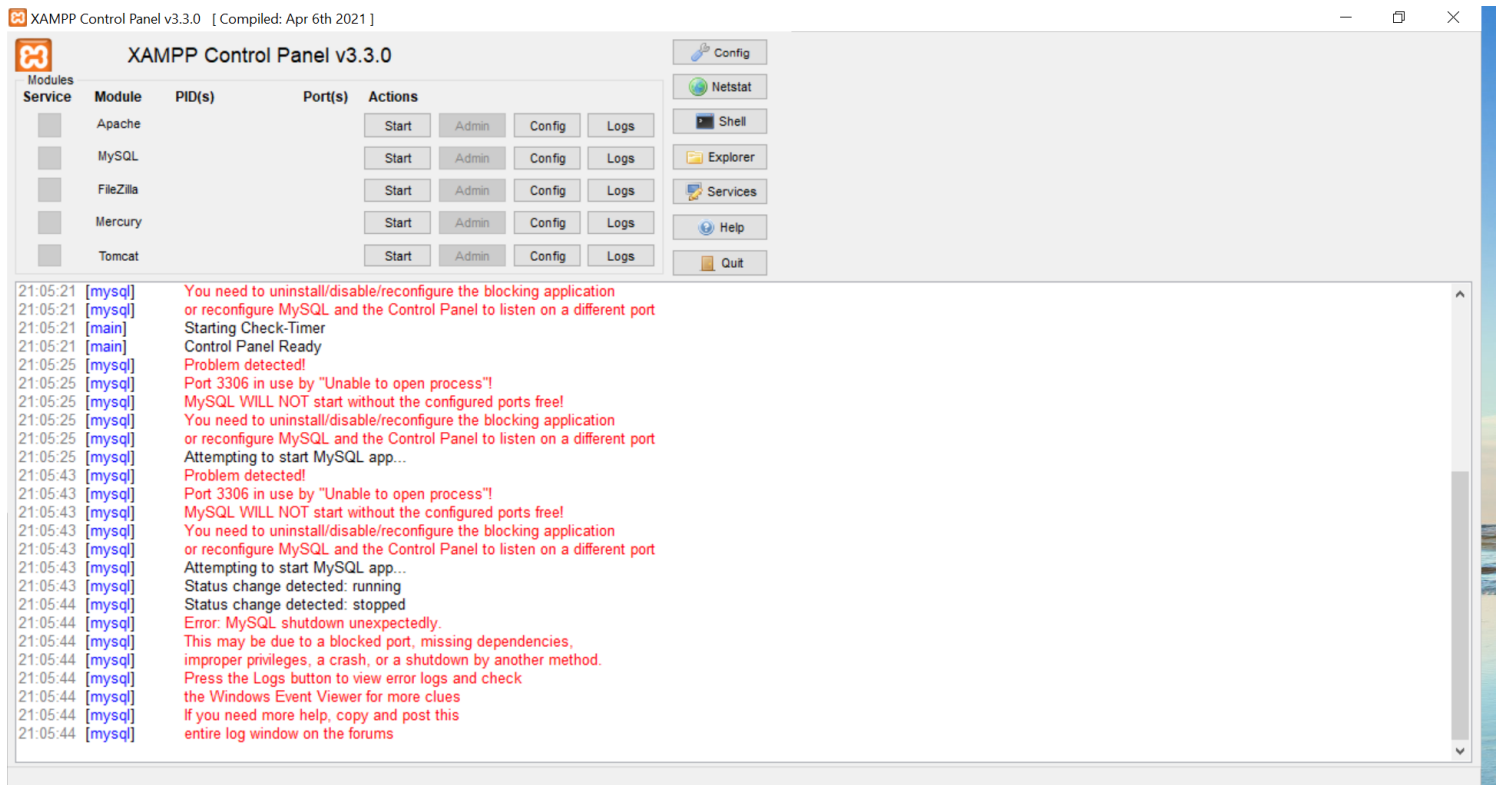 XAMPP Control Panel v3.3.0 [ Compiled: Apr 6th 2021 ]
XAMPP Control Panel v3.3.0
Config
Modules
Netstat
Service Module PID(s) Port(s) Actions
Apache Start Admin Config Logs
Shell
MySQL Start Admin Config Logs
Explorer
FileZilla Start Admin Config Logs
Services
Mercury Start Admin Config Logs
Help
Tomcat Start Admin Config Logs
Quit
21:05:21 [mysql] You need to uninstall/disable/reconfigure the blocking application
21:05:21 [mysql] or reconfigure MySQL and the Control Panel to listen on a different port
21:05:21 [main] Starting Check-Timer
21:05:21 [main] Control Panel Ready
21:05:25 [mysql] Problem detected!
21:05:25 [mysql] Port 3306 in use by "Unable to open process"!
21:05:25 [mysql] MySQL WILL NOT start without the configured ports free!
21:05:25 [mysql] You need to uninstall/disable/reconfigure the blocking application
21:05:25 [mysql] or reconfigure MySQL and the Control Panel to listen on a different port
21:05:25 [mysql] Attempting to start MySQL app...
21:05:43 [mysql] Problem detected!
21:05:43 [mysql] Port 3306 in use by "Unable to open process"!
21:05:43 [mysql] MySQL WILL NOT start without the configured ports free!
21:05:43 [mysql] You need to uninstall/disable/reconfigure the blocking application
21:05:43 [mysql] or reconfigure MySQL and the Control Panel to listen on a different port
21:05:43 [mysql] Attempting to start MySQL app...
21:05:43 [mysql] Status change detected: running
21:05:44 [mysql] Status change detected: stopped
21:05:44 [mysql] Error: MySQL shutdown unexpectedly.
21:05:44 [mysql] This may be due to a blocked port, missing dependencies,
21:05:44 [mysql] improper privileges, a crash, or a shutdown by another method.
21:05:44 [mysql] Press the Logs button to view error logs and check
21:05:44 [mysql] the Windows Event Viewer for more clues
21:05:44 [mysql] If you need more help, copy and post this
21:05:44 [mysql] entire log window on the forums